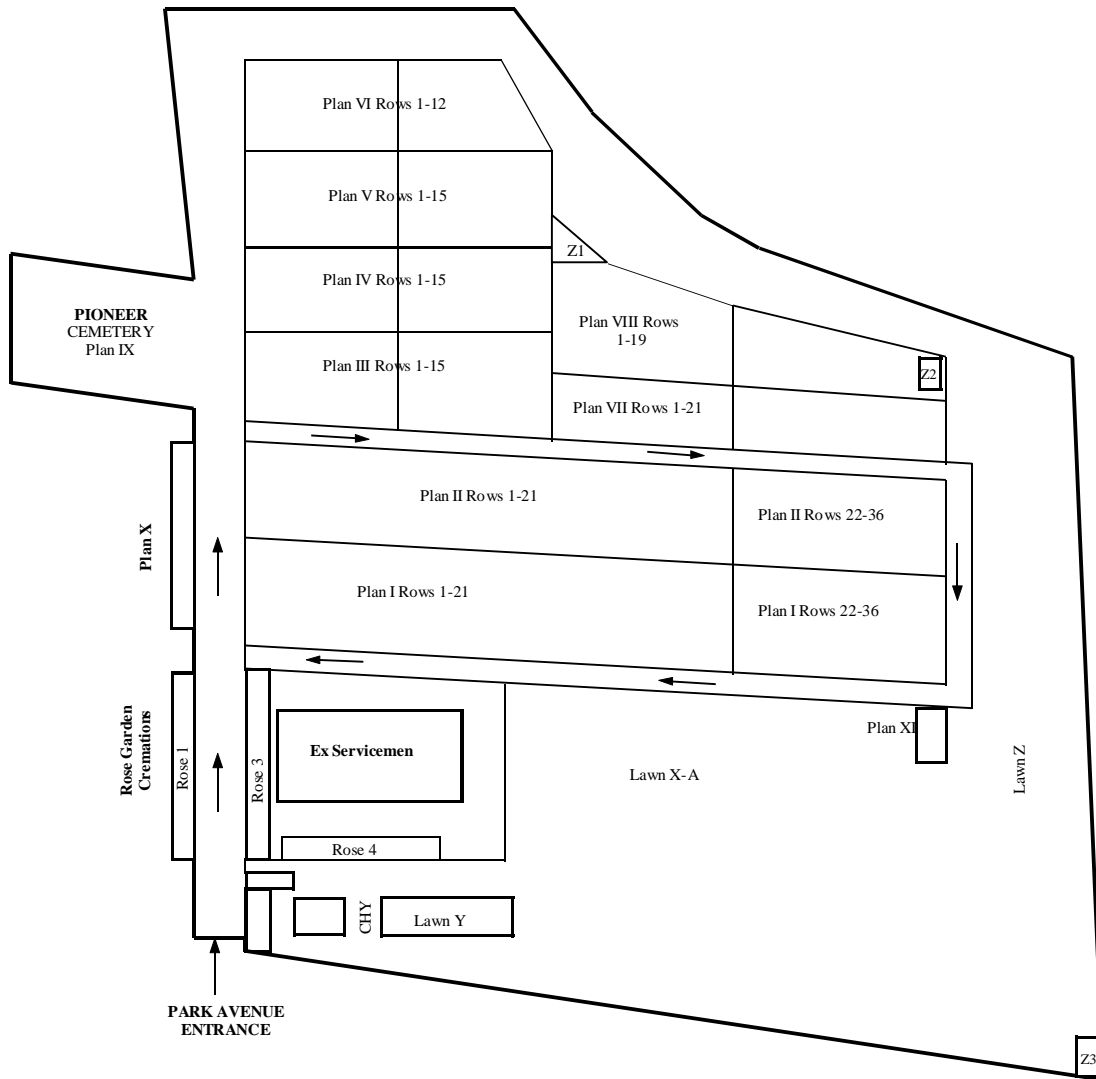 Plan VI Rows 1-12
Plan V Rows 1-15
Z1
Plan IV Rows 1-15
PIONEER
CEMETERY
Plan IX
Plan VIII Rows
1-19
Plan III Rows 1-15
Z2
Plan VII Rows 1-21
Plan II Rows 1-21
Plan II Rows 22-36
Plan X
Plan I Rows 1-21
Plan I Rows 22-36
Rose Garden
Cremations
Rose 1
Rose 3
Ex Servicemen
Plan XI
Lawn X-A
Lawn Z
Rose 4
CHY
Lawn Y
PARK AVENUE
ENTRANCE
Z3